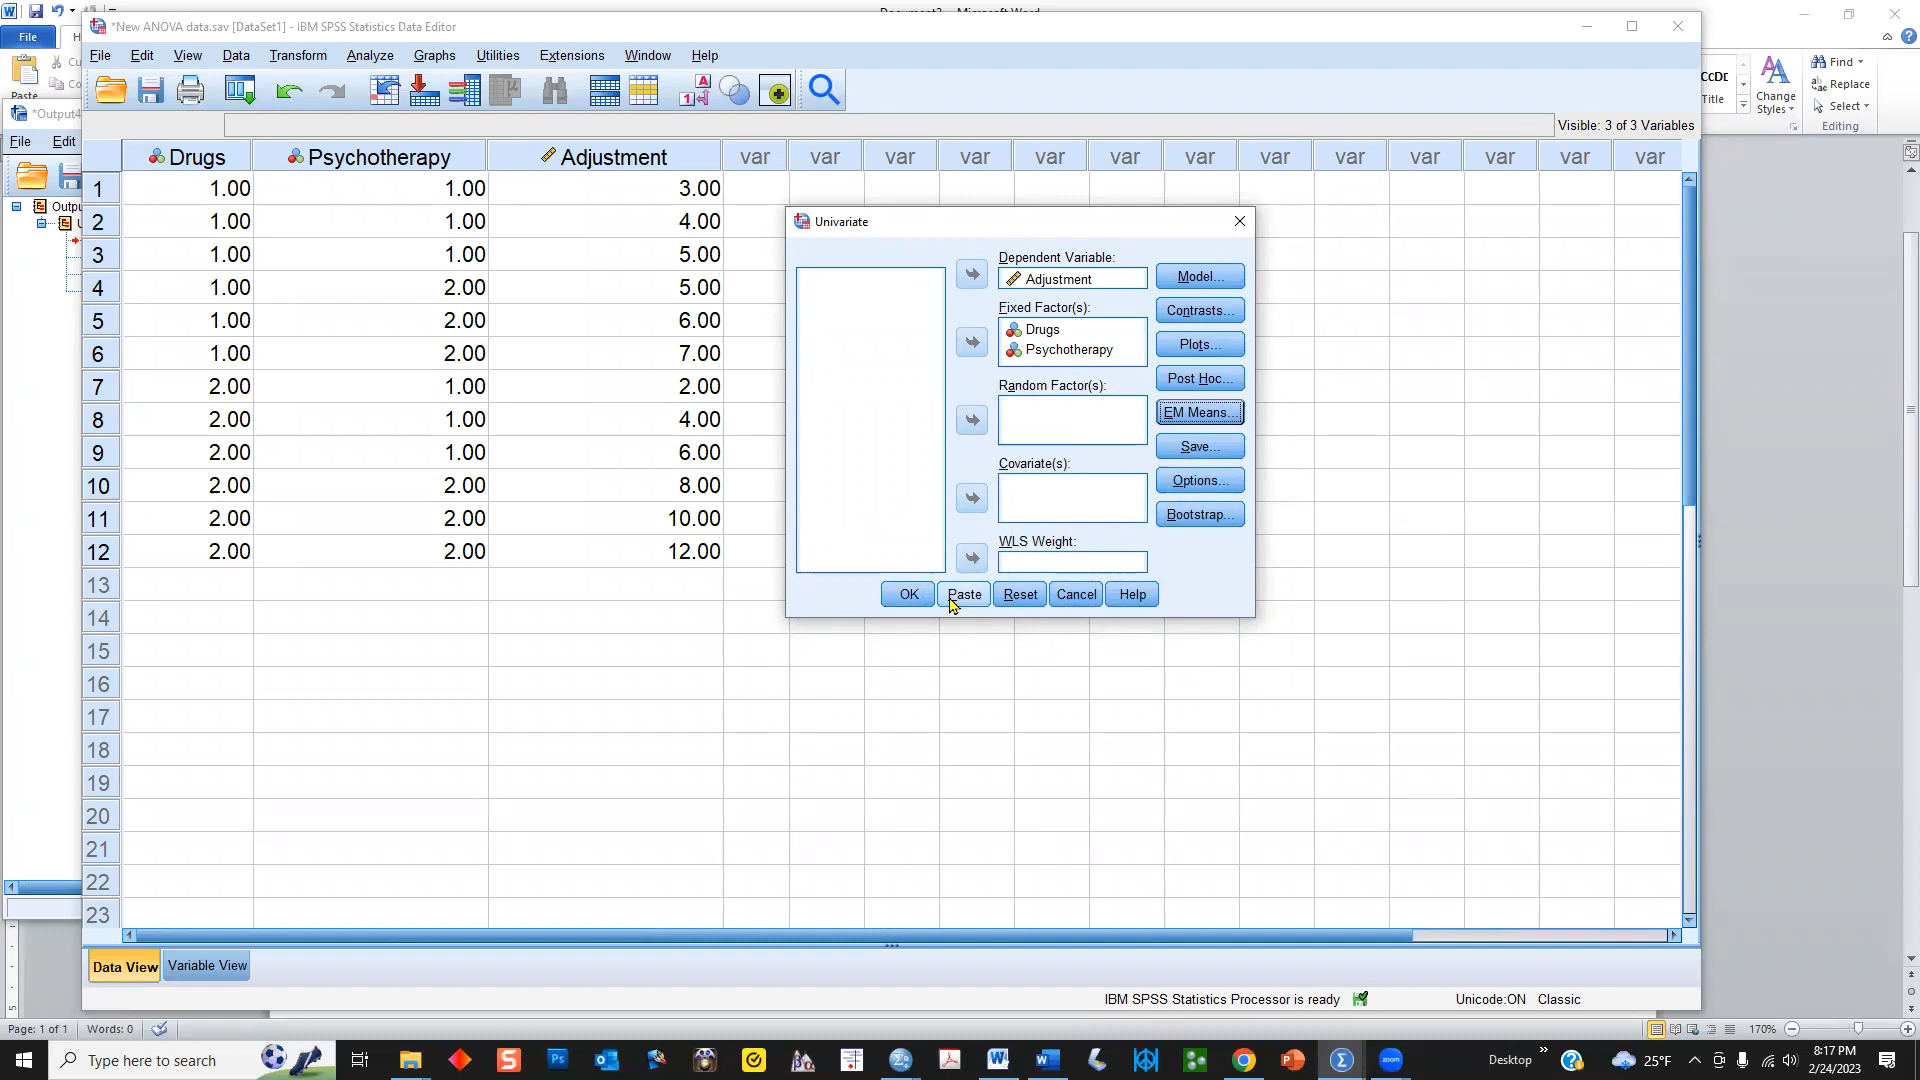 Document2 - Microsoft Word
*New ANOVA data.sav [DataSet1] - IBM SPSS Statistics Data Editor
File
File Edit View Data Transform Analyze Graphs Utilities Extensions Window Help
Paste
*Output4
File Edit
Visible: 3 of 3 Variables
Title
Change
Styles
Find
Replace
Select
Editing
Drugs Psychotherapy Adjustment var var var var var var var var var var var var var
1 1.00 1.00 3.00
2 1.00 1.00 4.00
3 1.00 1.00 5.00
4 1.00 2.00 5.00
5 1.00 2.00 6.00
6 1.00 2.00 7.00
7 2.00 1.00 2.00
8 2.00 1.00 4.00
9 2.00 1.00 6.00
10 2.00 2.00 8.00
11 2.00 2.00 10.00
12 2.00 2.00 12.00
13
14
15
16
17
18
19
20
21
22
23
Univariate
Dependent Variable:
Adjustment
Fixed Factor(s):
Drugs
Psychotherapy
Random Factor(s):
Covariate(s):
WLS Weight:
Model...
Contrasts...
Plots...
Post Hoc...
EM Means...
Save...
Options...
Bootstrap...
OK Paste Reset Cancel Help
Data View Variable View
IBM SPSS Statistics Processor is ready Unicode:ON Classic
Page: 1 of 1 Words: 0 170%
Type here to search
Desktop
25°F
8:17 PM
2/24/2023